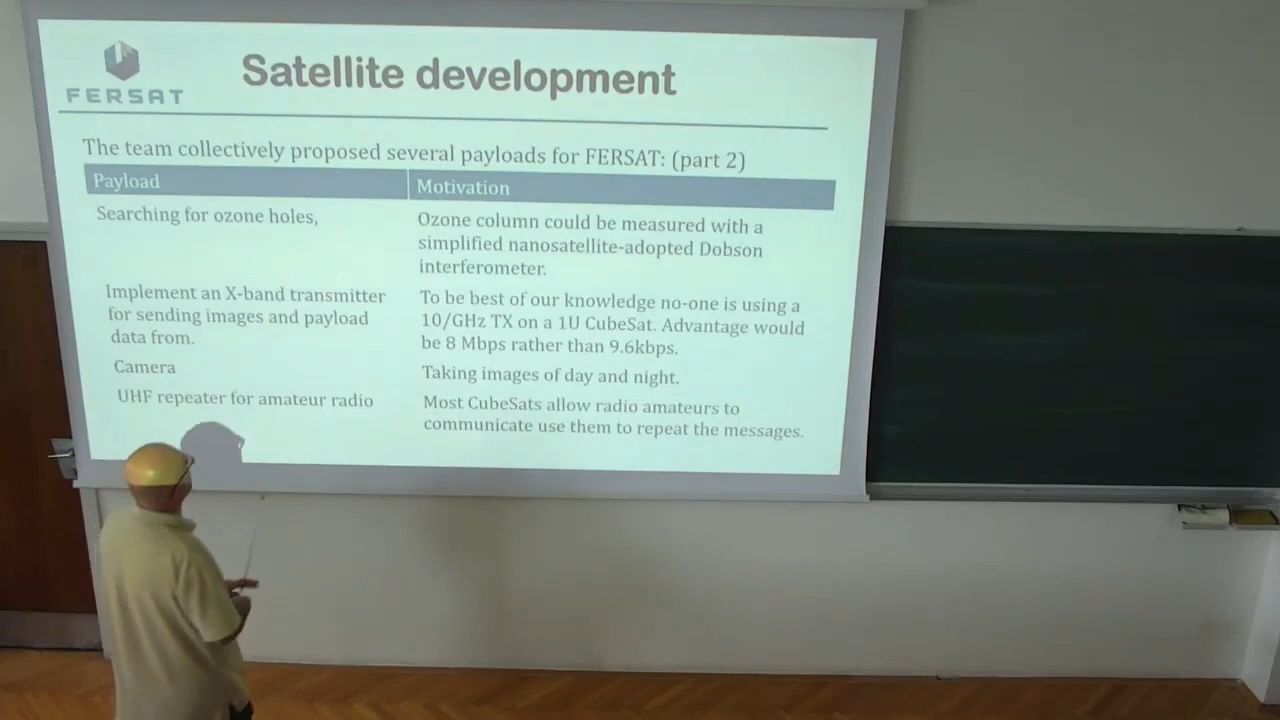 FERSAT
Satellite development
The team collectively proposed several payloads for FERSAT: (part 2)
Payload
Motivation
Searching for ozone holes,
Ozone column could be measured with a
simplified nanosatellite-adopted Dobson
interferometer.
Implement an X-band transmitter
for sending images and payload
data from.
To be best of our knowledge no-one is using a
10/GHz TX on a 1U CubeSat. Advantage would
be 8 Mbps rather than 9.6kbps.
Camera
Taking images of day and night.
UHF repeater for amateur radio
Most CubeSats allow radio amateurs to
communicate use them to repeat the messages.